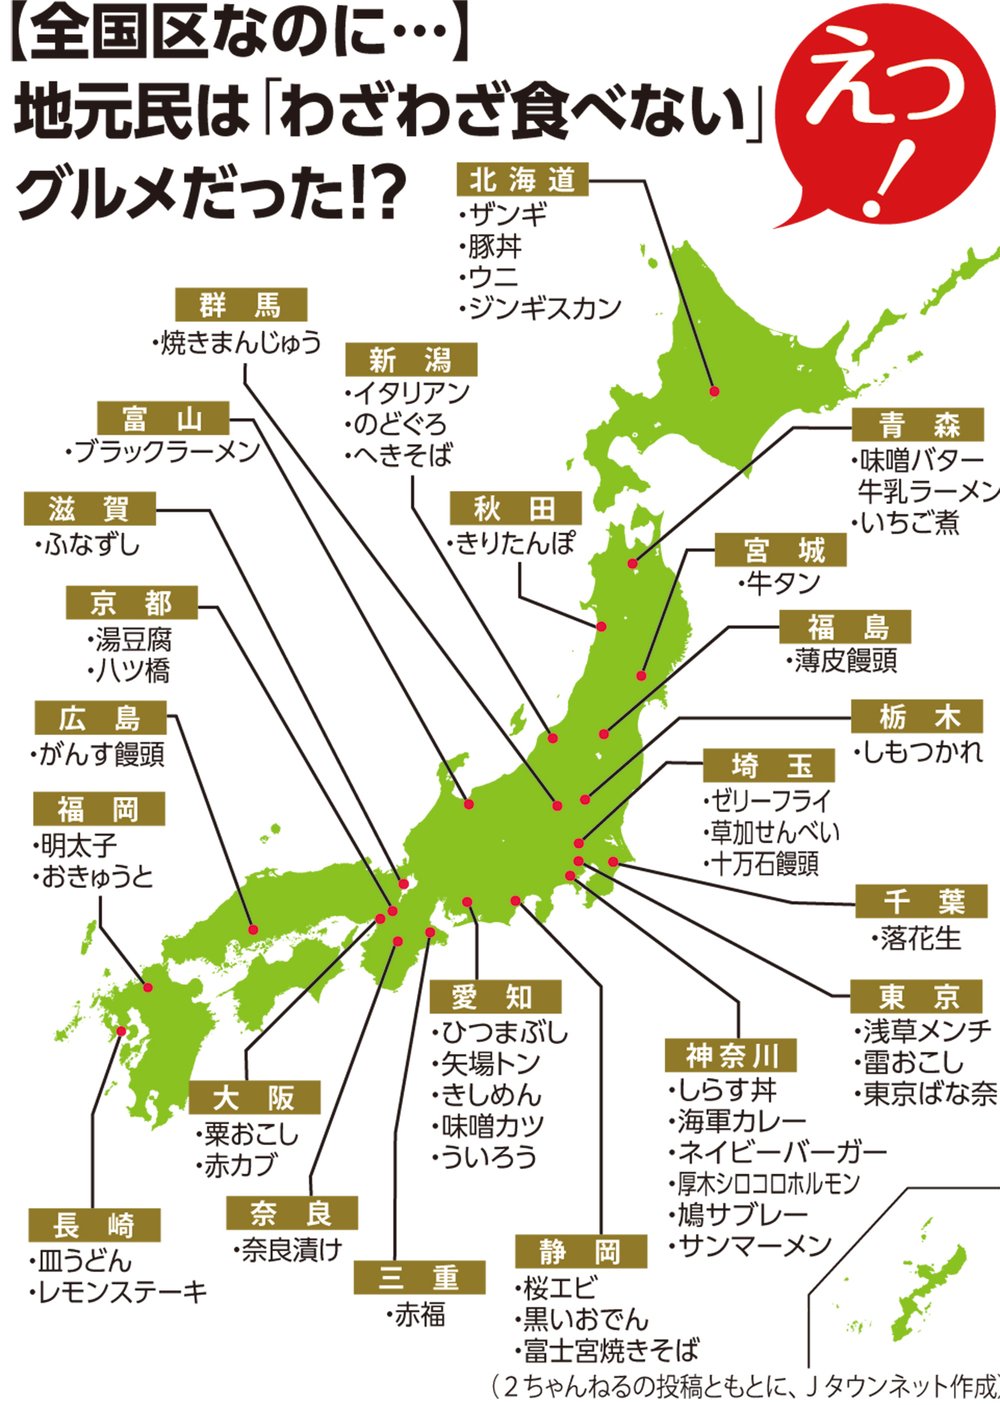 【全国区なのに…】
地元民は「わざわざ食べない」
グルメだった!?
えっ
！
北海道
・ザンギ
・豚丼
・ウニ
・ジンギスカン
群馬
・焼きまんじゅう
新潟
・イタリアン
・のどぐろ
・へきそば
富山
・ブラックラーメン
青森
・味噌バター
牛乳ラーメン
・いちご煮
滋賀
・ふなずし
秋田
・きりたんぽ
宮城
・牛タン
京都
・湯豆腐
・八ツ橋
福島
・薄皮饅頭
広島
・がんす饅頭
栃木
・しもつかれ
埼玉
・ゼリーフライ
・草加せんべい
・十万石饅頭
福岡
・明太子
・おきゅうと
千葉
・落花生
愛知
・ひつまぶし
・矢場トン
・きしめん
・味噌カツ
・ういろう
東京
・浅草メンチ
・雷おこし
・東京ばな奈
神奈川
・しらす丼
・海軍カレー
・ネイビーバーガー
・厚木シロコロホルモン
・鳩サブレー
・サンマーメン
大阪
・粟おこし
・赤カブ
奈良
・奈良漬け
長崎
・皿うどん
・レモンステーキ
三重
・赤福
静岡
・桜エビ
・黒いおでん
・富士宮焼きそば
（２ちゃんねるの投稿ともとに、Ｊタウンネット作成）